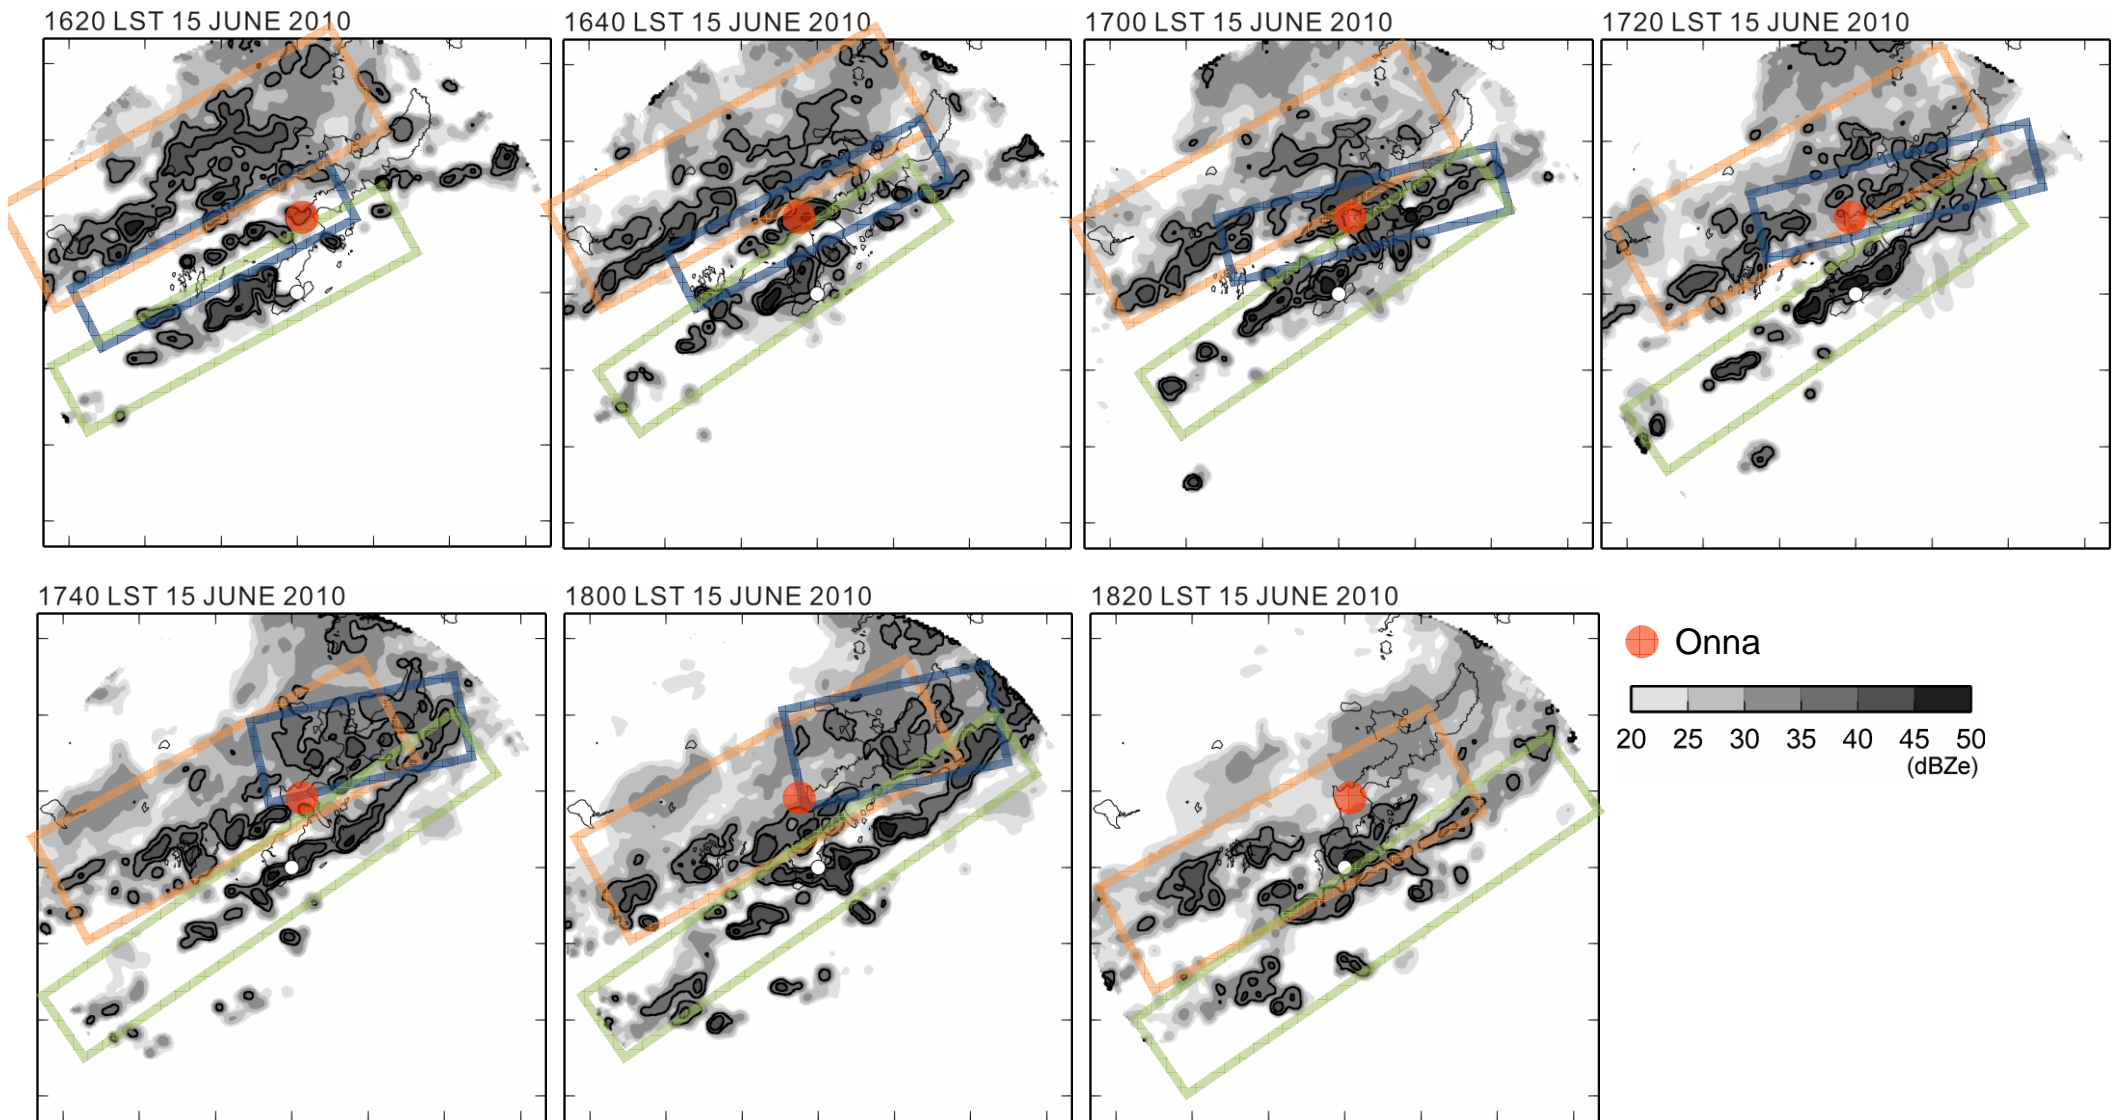 1620 LST 15 JUNE 2010
1640 LST 15 JUNE 2010
1700 LST 15 JUNE 2010
1720 LST 15 JUNE 2010
1740 LST 15 JUNE 2010
1800 LST 15 JUNE 2010
1820 LST 15 JUNE 2010
Onna
20 25 30 35 40 45 50
(dBZe)